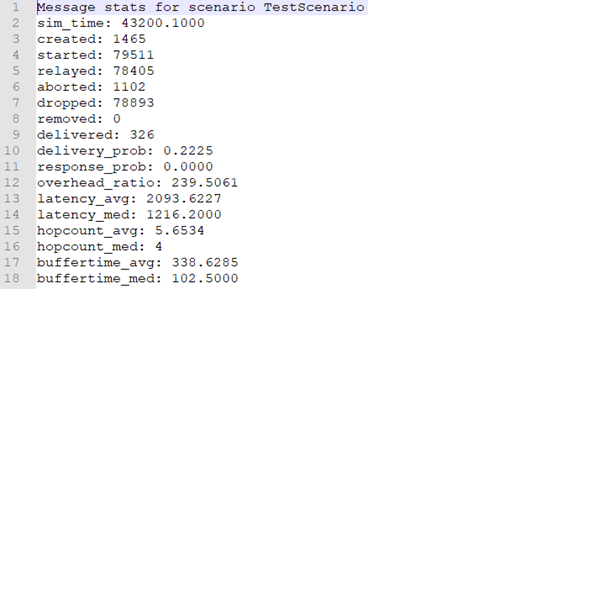 1 Message stats for scenario TestScenario
2 sim_time: 43200.1000
3 created: 1465
4 started: 79511
5 relayed: 78405
6 aborted: 1102
7 dropped: 78893
8 removed: 0
9 delivered: 326
10 delivery_prob: 0.2225
11 response_prob: 0.0000
12 overhead_ratio: 239.5061
13 latency_avg: 2093.6227
14 latency_med: 1216.2000
15 hopcount_avg: 5.6534
16 hopcount_med: 4
17 buffertime_avg: 338.6285
18 buffertime_med: 102.5000